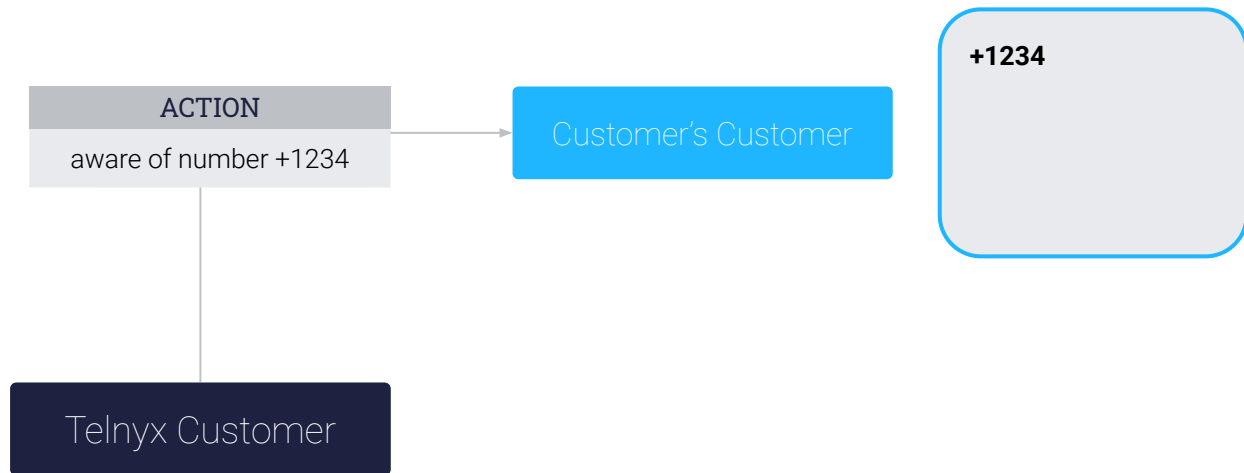 +1234
ACTION
Customer’s Customer
aware of number +1234
Telnyx Customer